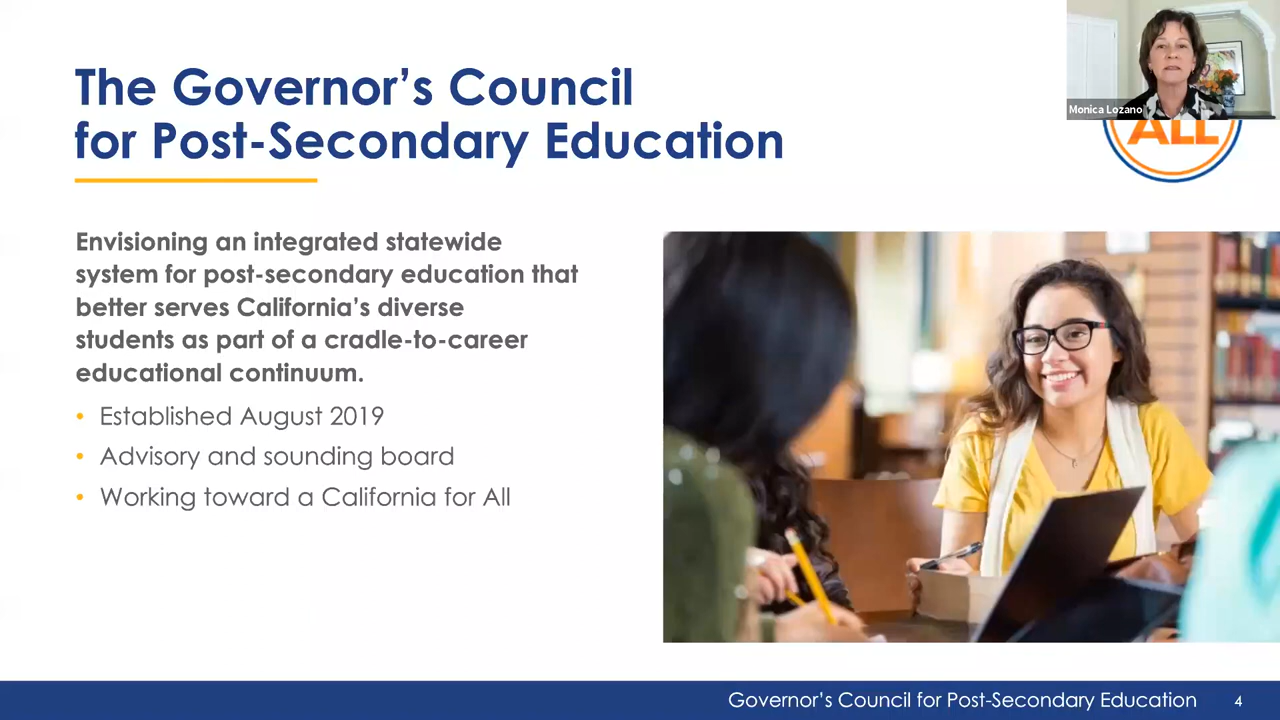 The Governor’s Council
for Post-Secondary Education
Monica Lozano
ALL
Envisioning an integrated statewide
system for post-secondary education that
better serves California’s diverse
students as part of a cradle-to-career
educational continuum.
• Established August 2019
• Advisory and sounding board
• Working toward a California for All
Governor’s Council for Post-Secondary Education 4